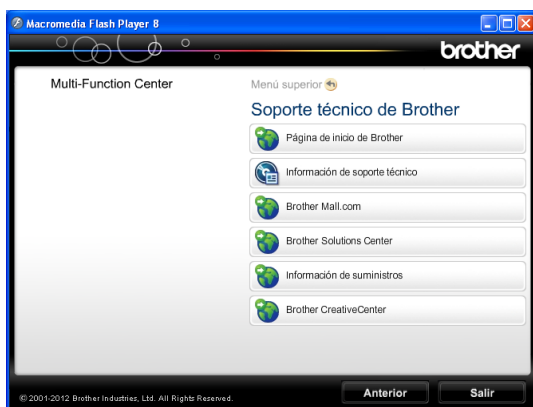 Macromedia Flash Player 8
brother
Multi-Function Center
Menú superior
Soporte técnico de Brother
Página de inicio de Brother
Información de soporte técnico
Brother Mall.com
Brother Solutions Center
Información de suministros
Brother CreativeCenter
Anterior
Salir
© 2001-2012 Brother Industries, Ltd. All Rights Reserved.